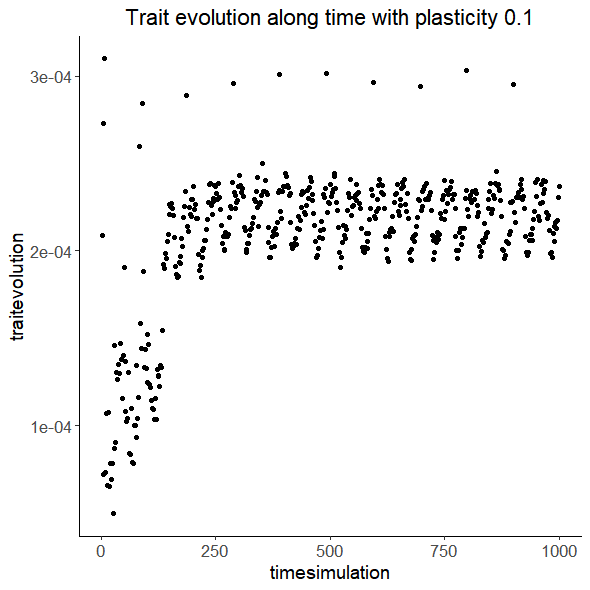 Trait evolution along time with plasticity 0.1
traitevolution
3e-04
2e-04
1e-04
0 250 500 750 1000
timesimulation